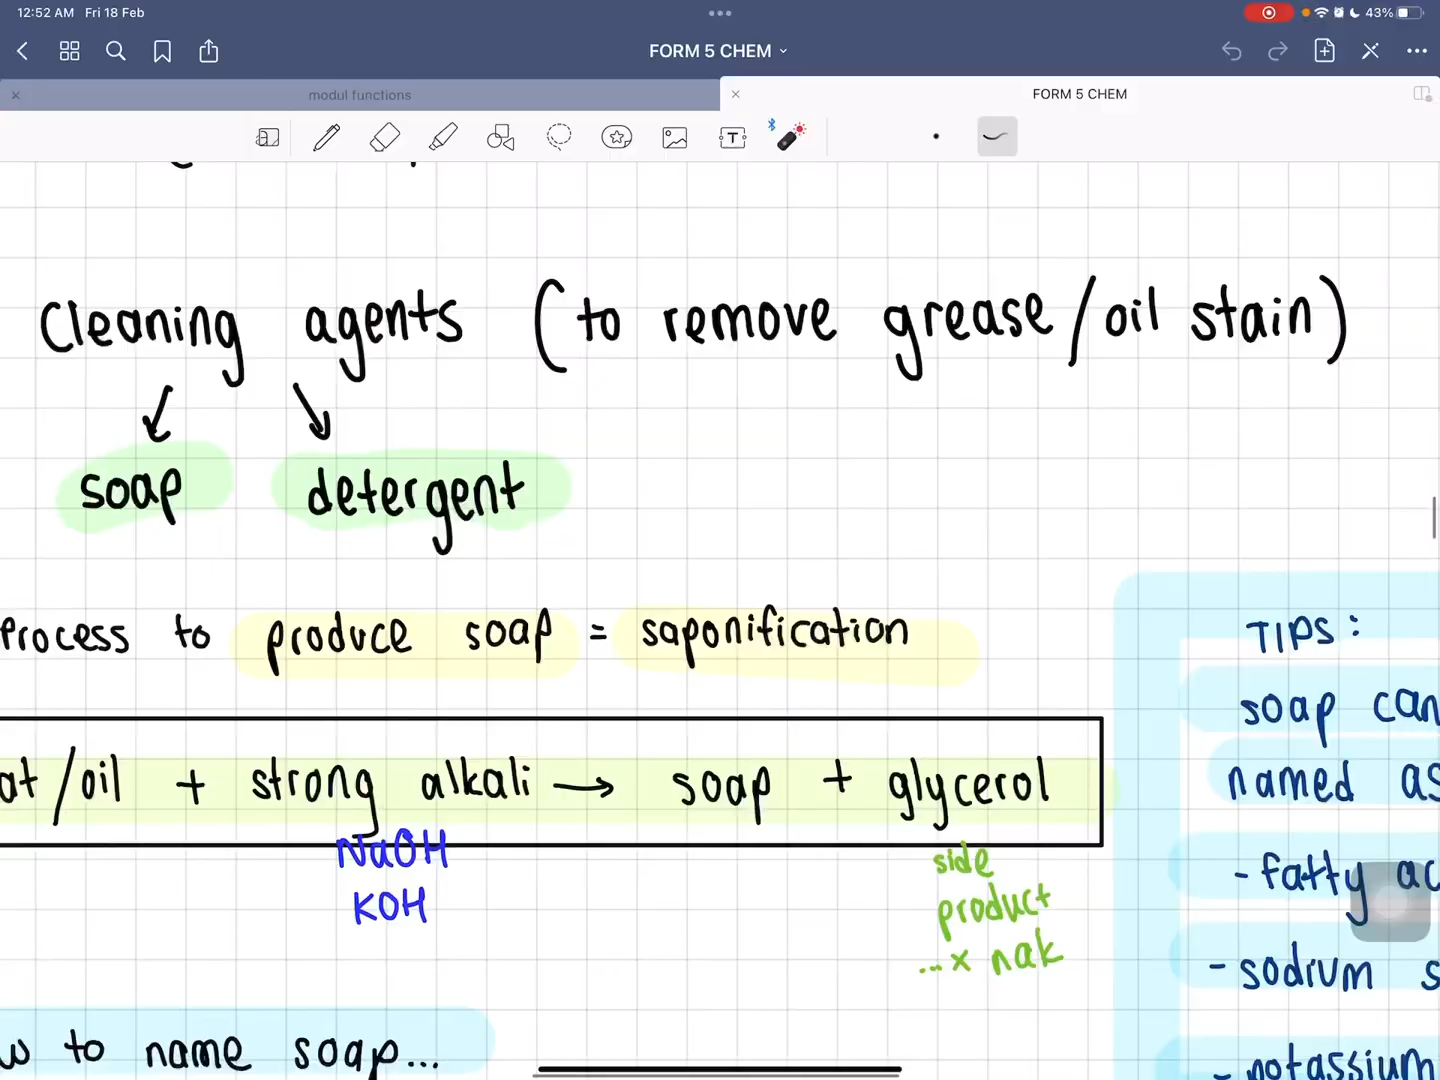 12:52 AM Fri 18 Feb
43%
FORM 5 CHEM
modul functions
FORM 5 CHEM
Cleaning agents (to remove grease/oil stain)
soap detergent
Process to produce soap = saponification
at/oil + strong alkali → soap + glycerol
NaOH
KOH
side
product
...x nak
w to name soap...
TIPS:
soap can
named as
- fatty ac
- sodium s
- potassium